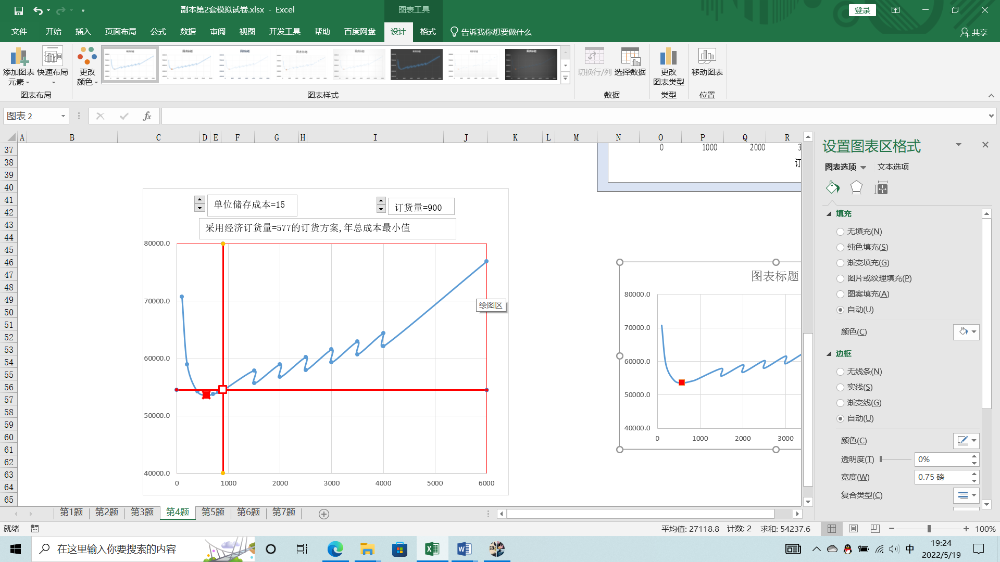 副本第2套模拟试卷.xlsx - Excel
图表工具
登录
文件 开始 插入 页面布局 公式 数据 审阅 视图 开发工具 帮助 百度网盘 设计 格式 告诉我你想要做什么 共享
添加图表元素 快速布局
更改颜色
切换行/列 选择数据
更改图表类型
移动图表
图表布局 图表样式 数据 类型 位置
图表 2
fx
A B C D E F G H I J K L M N O P Q R
37
38
39
40
41
42
43
44
45
46
47
48
49
50
51
52
53
54
55
56
57
58
59
60
61
62
63
64
65
0 1000 2000 3
订
单位储存成本=15
订货量=900
采用经济订货量=577的订货方案,年总成本最小值
80000.0
70000.0
60000.0
50000.0
40000.0
0 1000 2000 3000 4000 5000 6000
绘图区
图表标题
80000.0
70000.0
60000.0
50000.0
40000.0
0 1000 2000 3000
设置图表区格式
图表选项 文本选项
填充
无填充(N)
纯色填充(S)
渐变填充(G)
图片或纹理填充(P)
图案填充(A)
自动(U)
颜色(C)
边框
无线条(N)
实线(S)
渐变线(G)
自动(U)
颜色(C)
透明度(T) 0%
宽度(W) 0.75 磅
复合类型(C)
第1题 第2题 第3题 第4题 第5题 第6题 第7题
就绪
平均值: 27118.8 计数: 2 求和: 54237.6
100%
在这里输入你要搜索的内容
中
19:24
2022/5/19